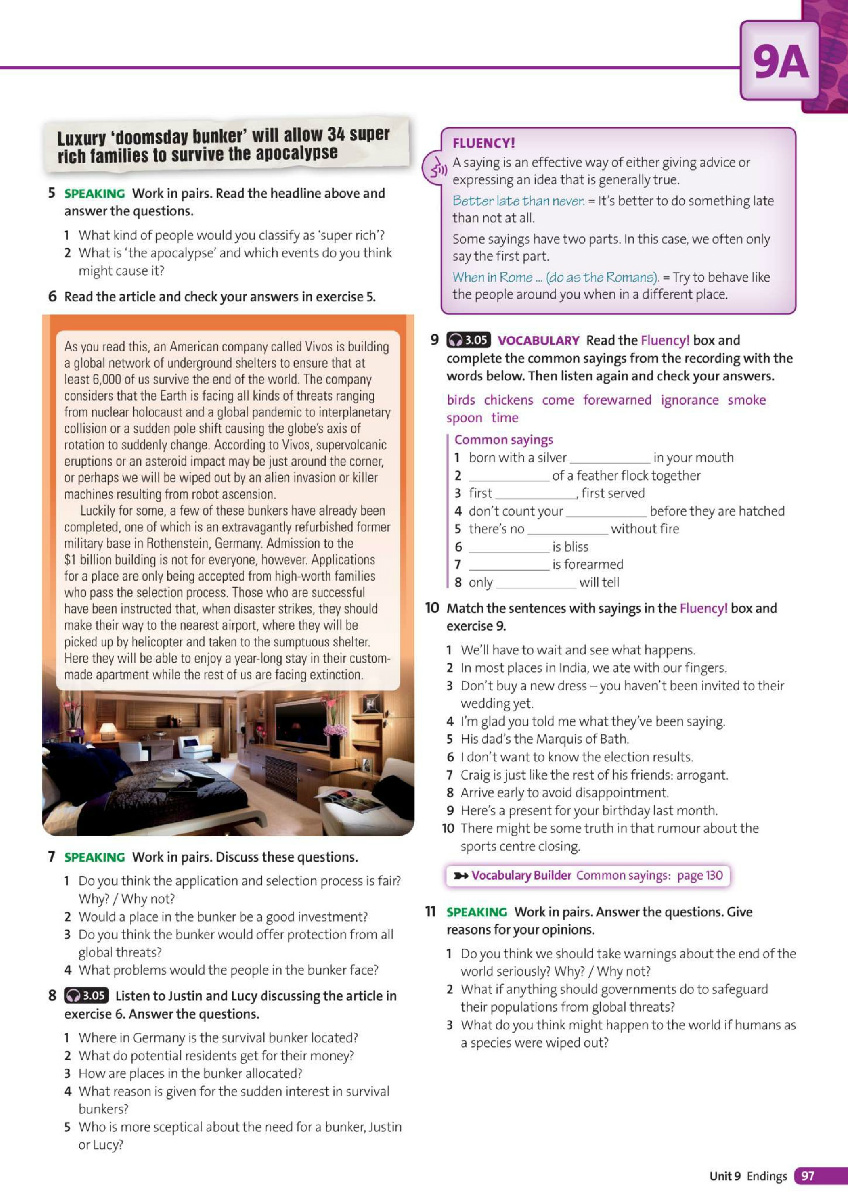 9A
Luxury ‘doomsday bunker’ will allow 34 super
rich families to survive the apocalypse
5 SPEAKING Work in pairs. Read the headline above and
answer the questions.
1 What kind of people would you classify as ‘super rich’?
2 What is ‘the apocalypse’ and which events do you think
might cause it?
6 Read the article and check your answers in exercise 5.
As you read this, an American company called Vivos is building
a global network of underground shelters to ensure that at
least 6,000 of us survive the end of the world. The company
considers that the Earth is facing all kinds of threats ranging
from nuclear holocaust and a global pandemic to interplanetary
collision or a sudden pole shift causing the globe’s axis of
rotation to suddenly change. According to Vivos, supervolcanic
eruptions or an asteroid impact may be just around the corner,
or perhaps we will be wiped out by an alien invasion or killer
machines resulting from robot ascension.
Luckily for some, a few of these bunkers have already been
completed, one of which is an extravagantly refurbished former
military base in Rothenstein, Germany. Admission to the
$1 billion building is not for everyone, however. Applications
for a place are only being accepted from high-worth families
who pass the selection process. Those who are successful
have been instructed that, when disaster strikes, they should
make their way to the nearest airport, where they will be
picked up by helicopter and taken to the sumptuous shelter.
Here they will be able to enjoy a year-long stay in their custom-
made apartment while the rest of us are facing extinction.
7 SPEAKING Work in pairs. Discuss these questions.
1 Do you think the application and selection process is fair?
Why? / Why not?
2 Would a place in the bunker be a good investment?
3 Do you think the bunker would offer protection from all
global threats?
4 What problems would the people in the bunker face?
8 3.05 Listen to Justin and Lucy discussing the article in
exercise 6. Answer the questions.
1 Where in Germany is the survival bunker located?
2 What do potential residents get for their money?
3 How are places in the bunker allocated?
4 What reason is given for the sudden interest in survival
bunkers?
5 Who is more sceptical about the need for a bunker, Justin
or Lucy?
FLUENCY!
A saying is an effective way of either giving advice or
expressing an idea that is generally true.
Better late than never. = It’s better to do something late
than not at all.
Some sayings have two parts. In this case, we often only
say the first part.
When in Rome ... (do as the Romans). = Try to behave like
the people around you when in a different place.
9 3.05 VOCABULARY Read the Fluency! box and
complete the common sayings from the recording with the
words below. Then listen again and check your answers.
birds chickens come forewarned ignorance smoke
spoon time
Common sayings
1 born with a silver ____________ in your mouth
2 ____________ of a feather flock together
3 first ____________, first served
4 don’t count your ____________ before they are hatched
5 there’s no ____________ without fire
6 ____________ is bliss
7 ____________ is forearmed
8 only ____________ will tell
10 Match the sentences with sayings in the Fluency! box and
exercise 9.
1 We’ll have to wait and see what happens.
2 In most places in India, we ate with our fingers.
3 Don’t buy a new dress – you haven’t been invited to their
wedding yet.
4 I’m glad you told me what they’ve been saying.
5 His dad’s the Marquis of Bath.
6 I don’t want to know the election results.
7 Craig is just like the rest of his friends: arrogant.
8 Arrive early to avoid disappointment.
9 Here’s a present for your birthday last month.
10 There might be some truth in that rumour about the
sports centre closing.
Vocabulary Builder Common sayings: page 130
11 SPEAKING Work in pairs. Answer the questions. Give
reasons for your opinions.
1 Do you think we should take warnings about the end of the
world seriously? Why? / Why not?
2 What if anything should governments do to safeguard
their populations from global threats?
3 What do you think might happen to the world if humans as
a species were wiped out?
Unit 9 Endings 97